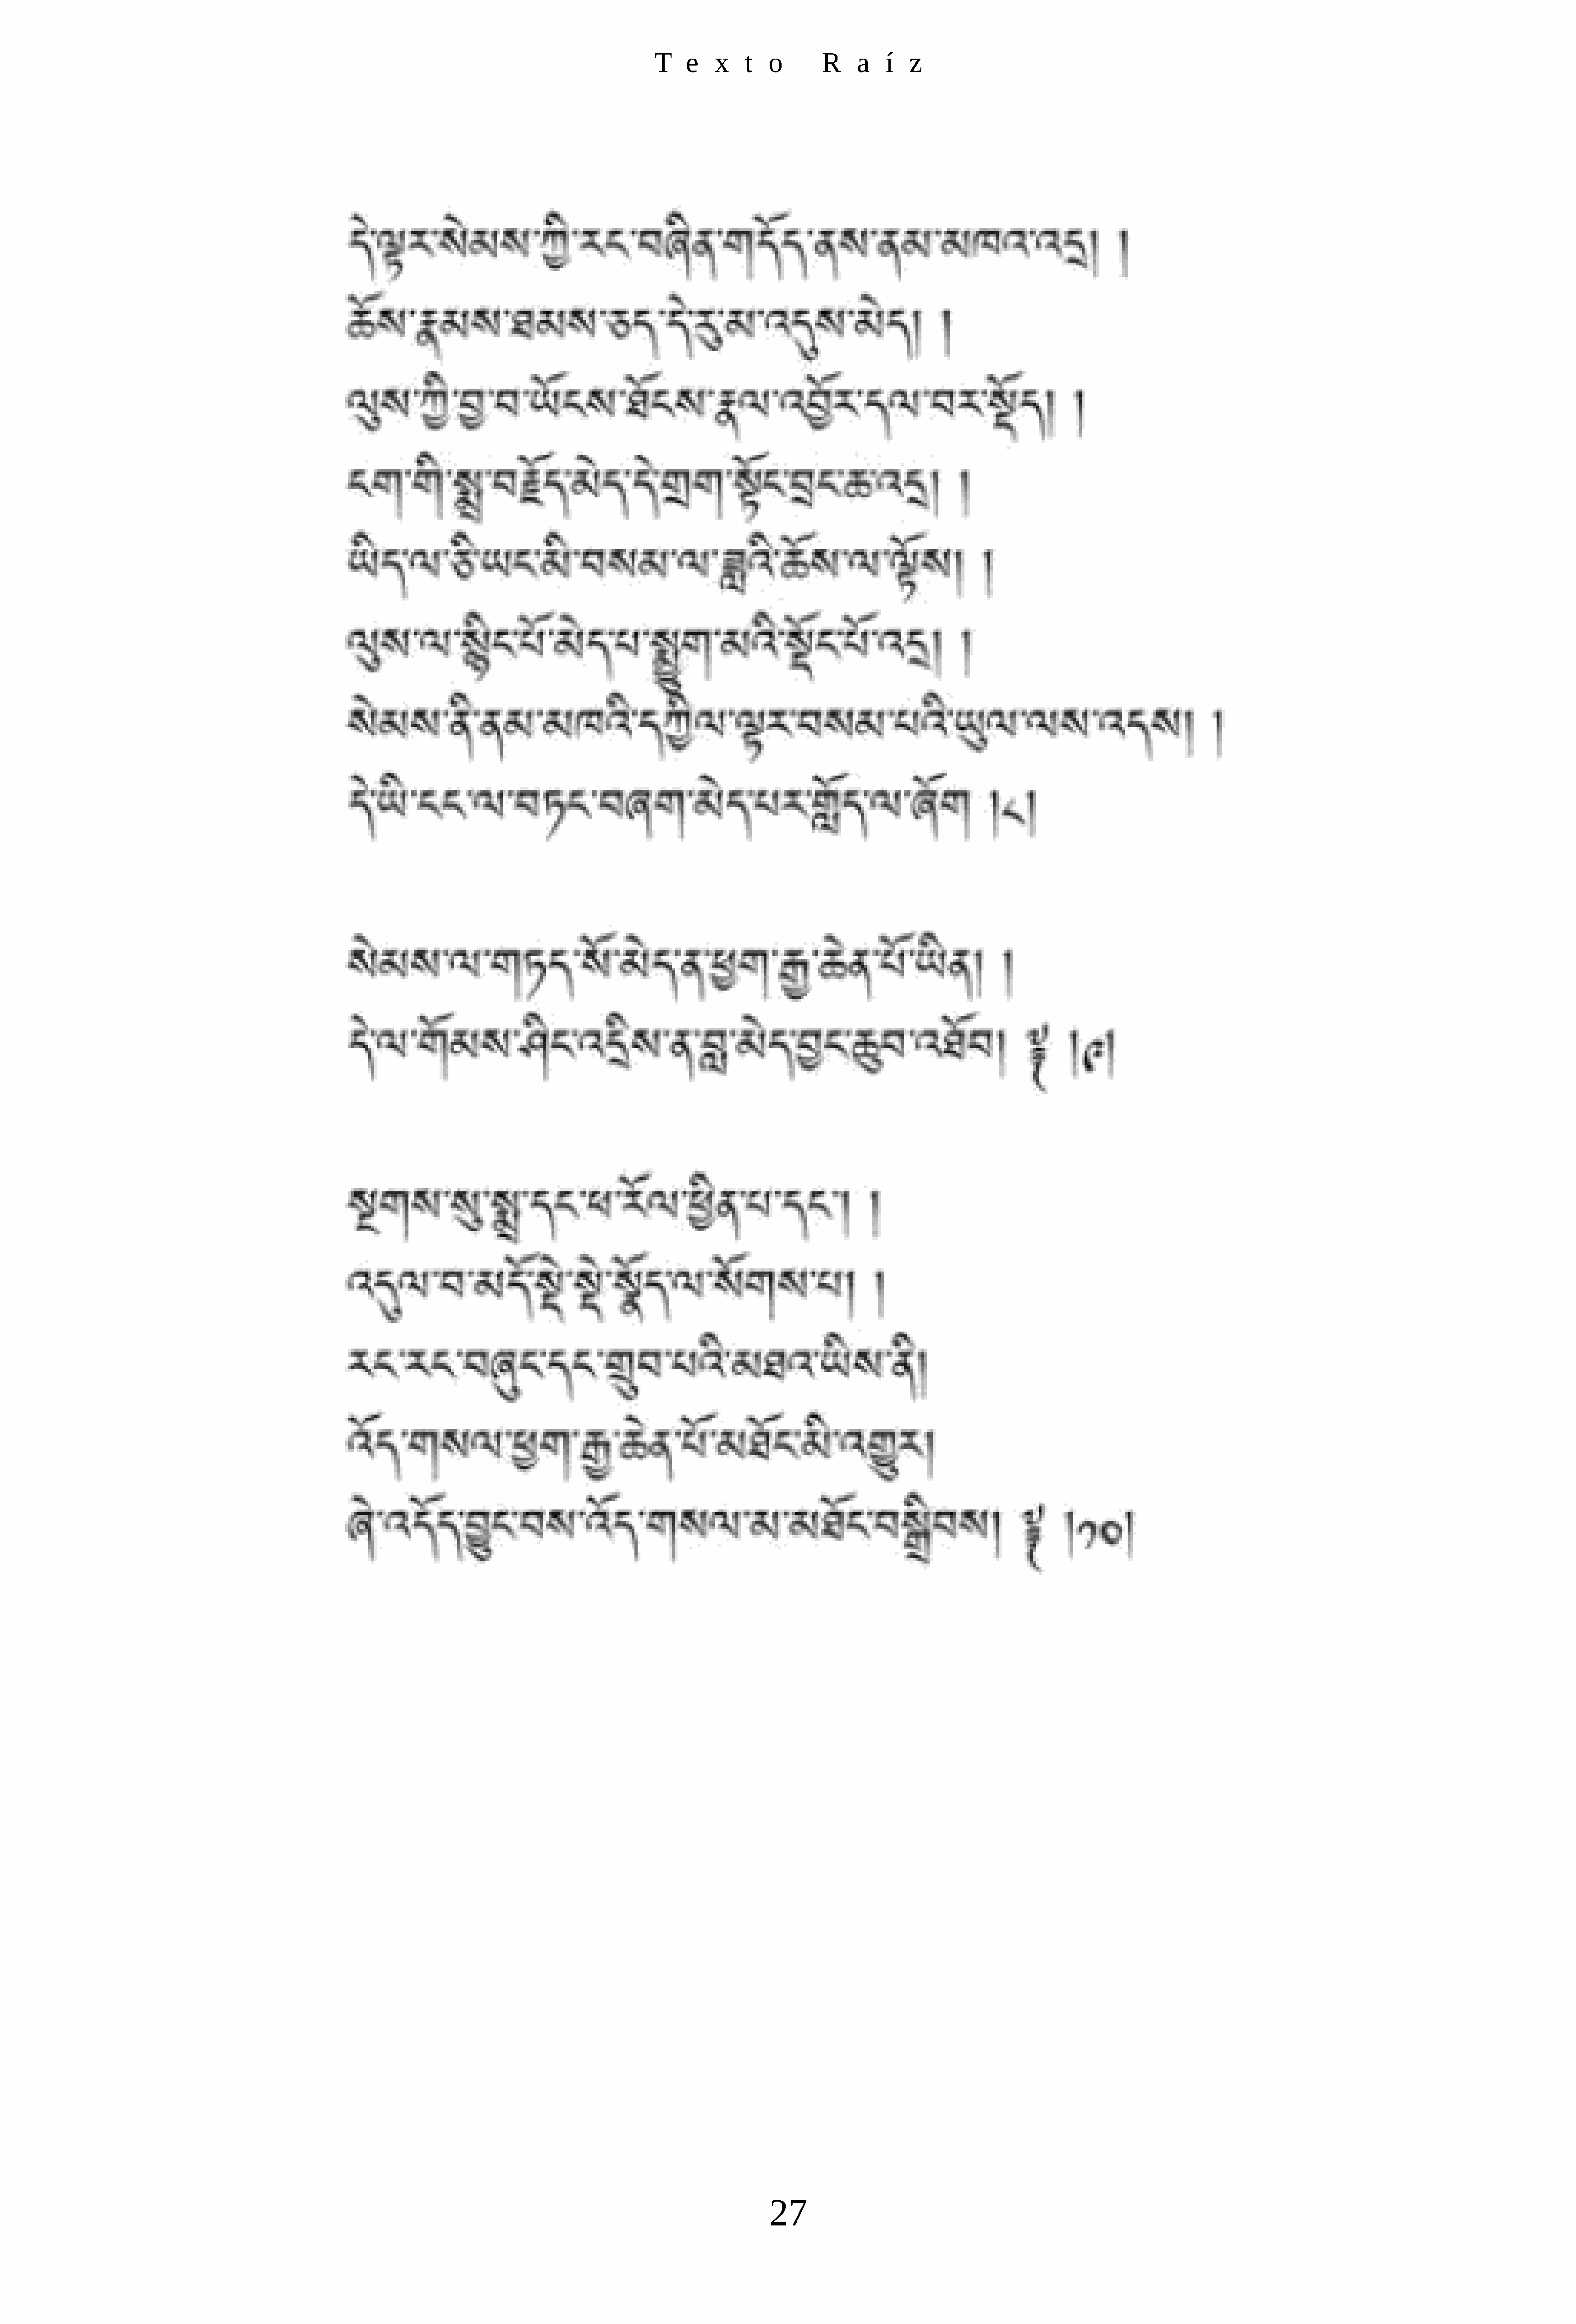 Texto Raíz
དེ་ལྟར་སེམས་ཀྱི་རང་བཞིན་གདོད་ནས་ནམ་མཁའ་འདྲ། །
ཆོས་རྣམས་ཐམས་ཅད་དེ་རུ་མ་འདུས་མེད། །
ལུས་ཀྱི་བྱ་བ་ཡོངས་ཐོངས་རྣལ་འབྱོར་དལ་བར་སྡོད། །
ངག་གི་སྨྲ་བརྗོད་མེད་དེ་གྲག་སྟོང་བྲང་ཆ་འདྲ། །
ཡིད་ལ་ཅི་ཡང་མི་བསམ་ལ་ཟླའི་ཆོས་ལ་ལྟོས། །
ལུས་ལ་སྙིང་པོ་མེད་པ་སྨྱུག་མའི་སྡོང་པོ་འདྲ། །
སེམས་ནི་ནམ་མཁའི་དཀྱིལ་ལྟར་བསམ་པའི་ཡུལ་ལས་འདས། །
དེ་ཡི་ངང་ལ་བཏང་བཞག་མེད་པར་གློད་ལ་ཞོག །༨།
སེམས་ལ་གཏད་སོ་མེད་ན་ཕྱག་རྒྱ་ཆེན་པོ་ཡིན། །
དེ་ལ་གོམས་ཤིང་འདྲིས་ན་བླ་མེད་བྱང་ཆུབ་འཐོབ། ༈ །༩།
སྔགས་སུ་སྨྲ་དང་ཕ་རོལ་ཕྱིན་པ་དང་། །
འདུལ་བ་མདོ་སྡེ་སྡེ་སྣོད་ལ་སོགས་པ། །
རང་རང་བཞུང་དང་གྲུབ་པའི་མཐའ་ཡིས་ནི།
འོད་གསལ་ཕྱག་རྒྱ་ཆེན་པོ་མཐོང་མི་འགྱུར།
ཞེ་འདོད་བྱུང་བས་འོད་གསལ་མ་མཐོང་བསྒྲིབས། ༈ །༡༠།
27